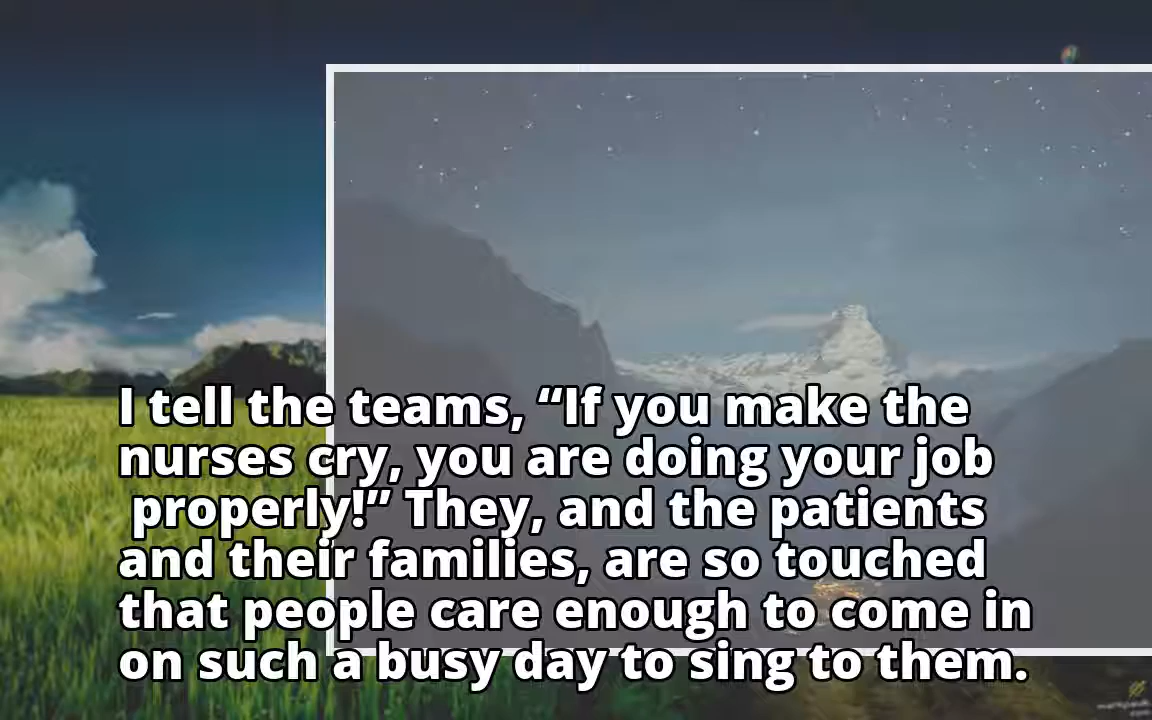 I tell the teams, “If you make the
nurses cry, you are doing your job
properly!” They, and the patients
and their families, are so touched
that people care enough to come in
on such a busy day to sing to them.